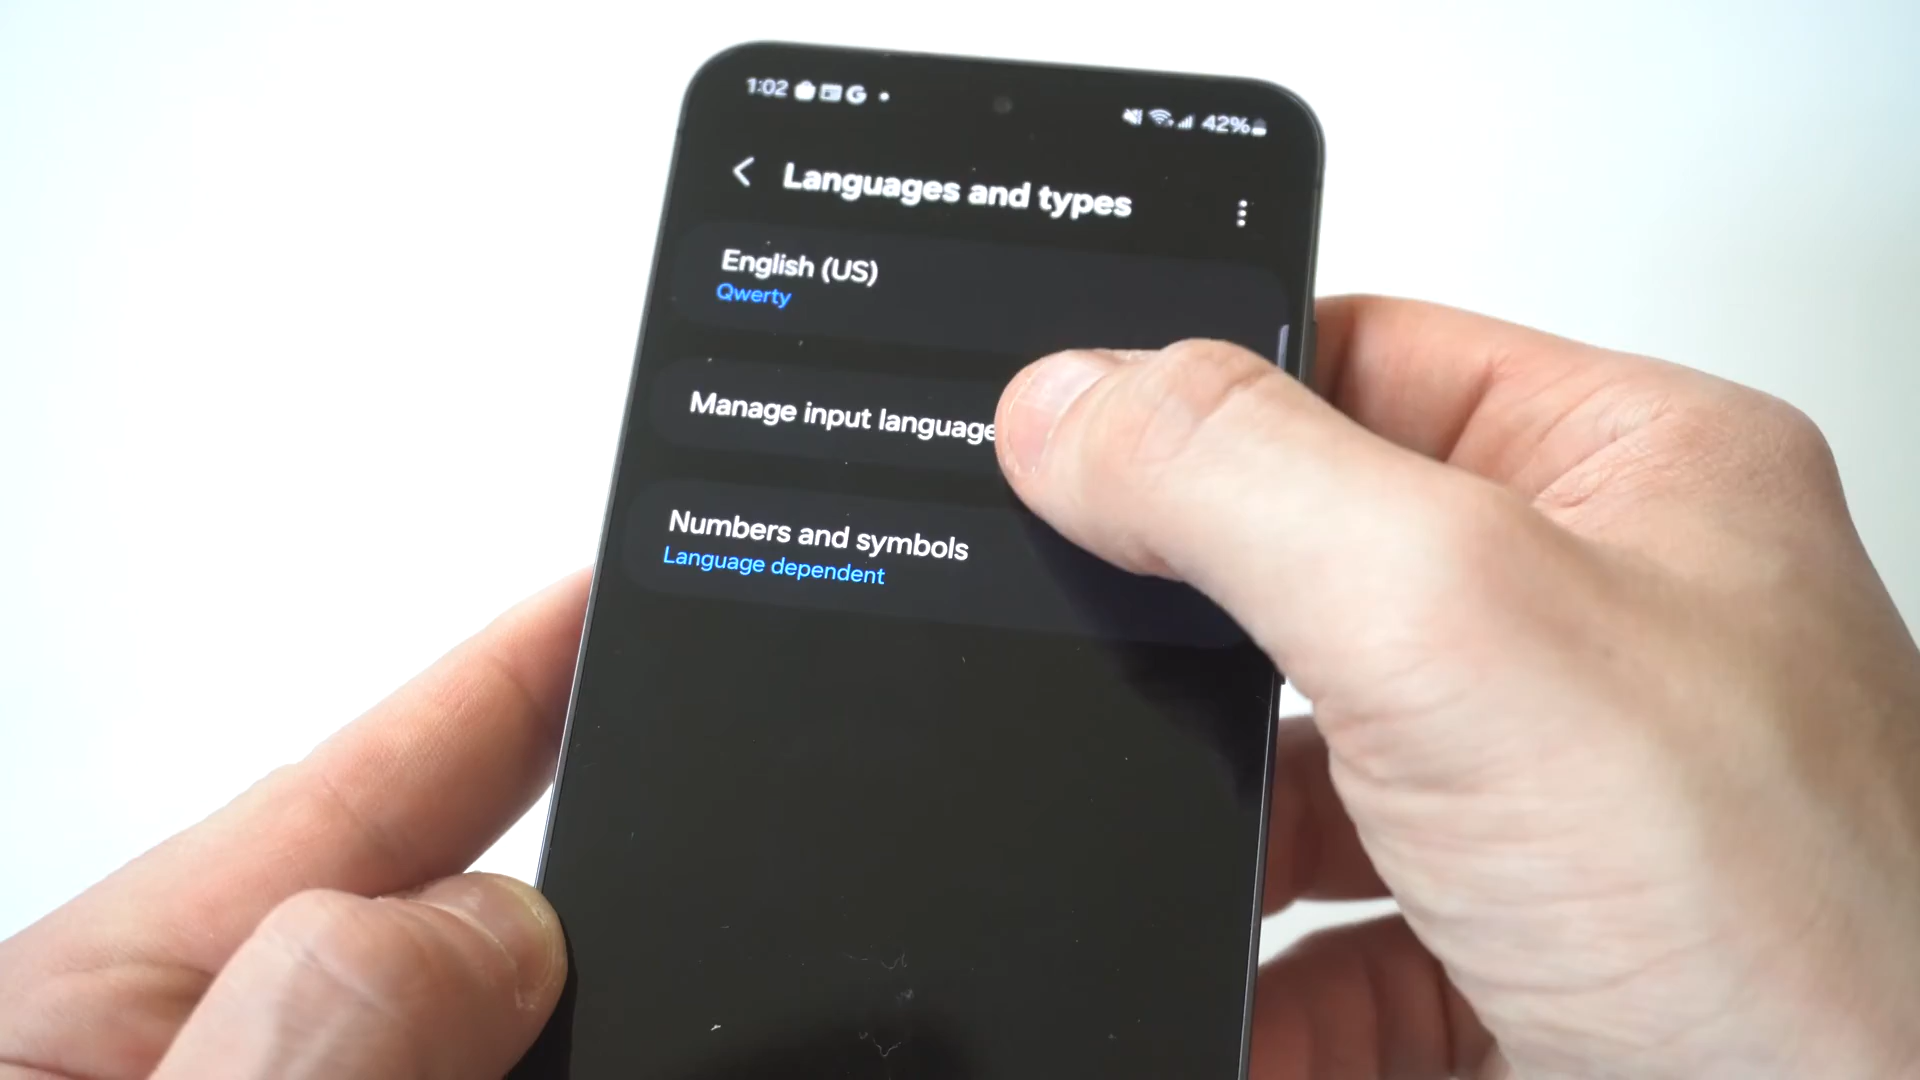 1:02
42%
Languages and types
English (US)
Qwerty
Manage input language
Numbers and symbols
Language dependent